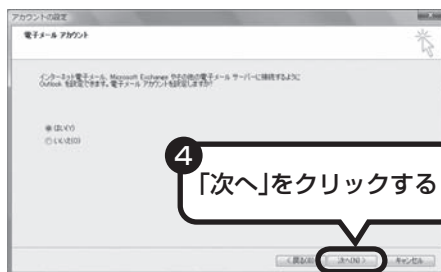 アカウントの設定
電子メール アカウント
インターネット電子メール、Microsoft Exchange やその他の電子メール サーバーに接続するように
Outlook を設定できます。電子メール アカウントを設定しますか?
はい(Y)
いいえ(O)
4
「次へ」をクリックする
< 戻る(B)
次へ(N) >
キャンセル